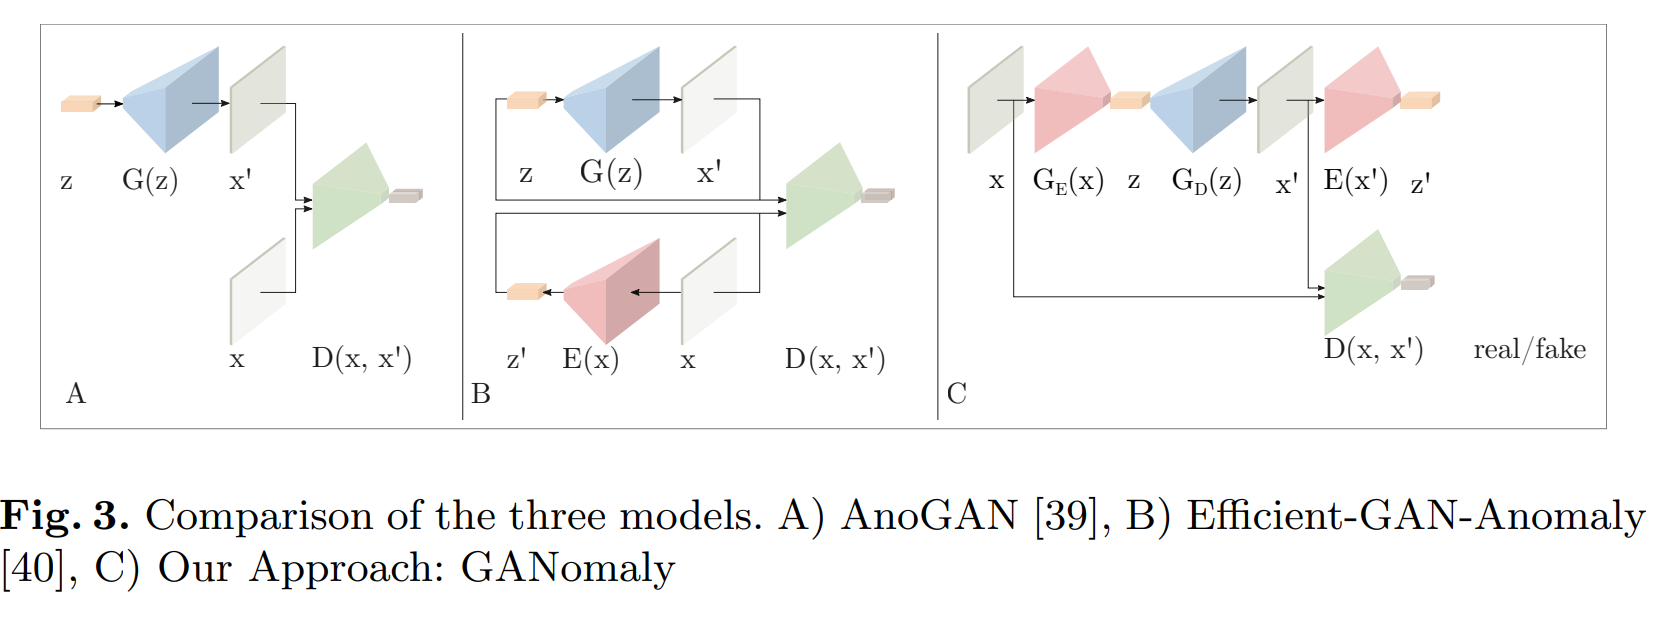 z G(z) x'
x D(x, x')
A
z G(z) x'
z' E(x) x D(x, x')
B
x G_E(x) z G_D(z) x' E(x') z'
D(x, x') real/fake
C
Fig. 3. Comparison of the three models. A) AnoGAN [39], B) Efficient-GAN-Anomaly
[40], C) Our Approach: GANomaly